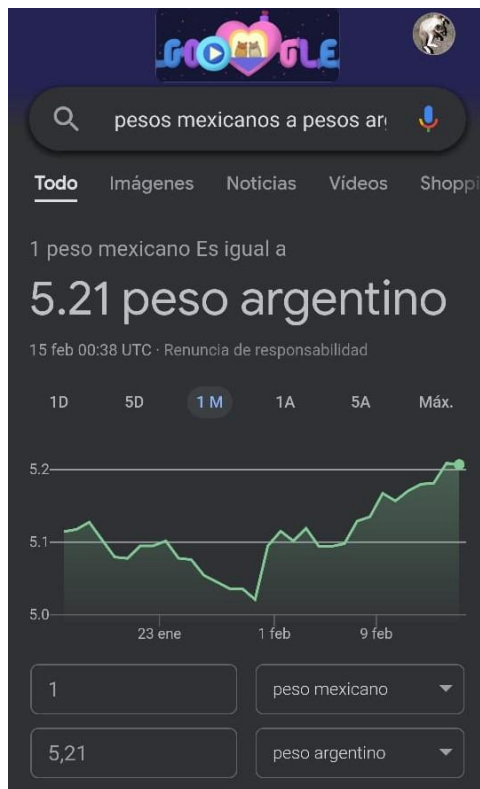 GOOGLE
pesos mexicanos a pesos ar
Todo Imágenes Noticias Vídeos Shoppi
1 peso mexicano Es igual a
5.21 peso argentino
15 feb 00:38 UTC · Renuncia de responsabilidad
1D 5D 1 M 1A 5A Máx.
5.2
5.1
5.0
23 ene 1 feb 9 feb
1 peso mexicano
5,21 peso argentino